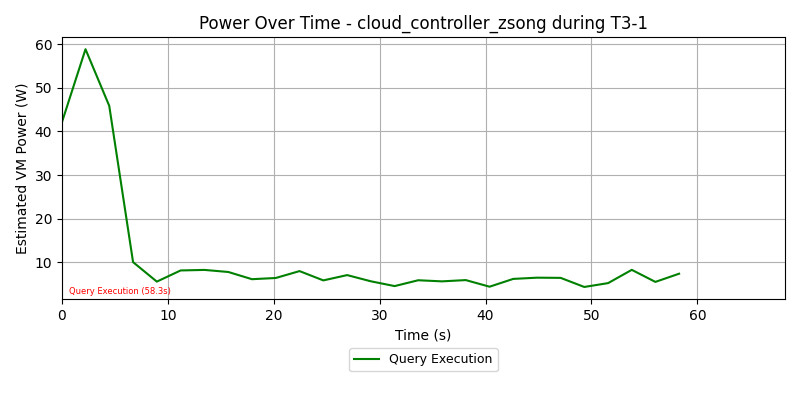 Power Over Time - cloud_controller_zsong during T3-1
Estimated VM Power (W)
60
50
40
30
20
10
Query Execution (58.3s)
0 10 20 30 40 50 60
Time (s)
Query Execution